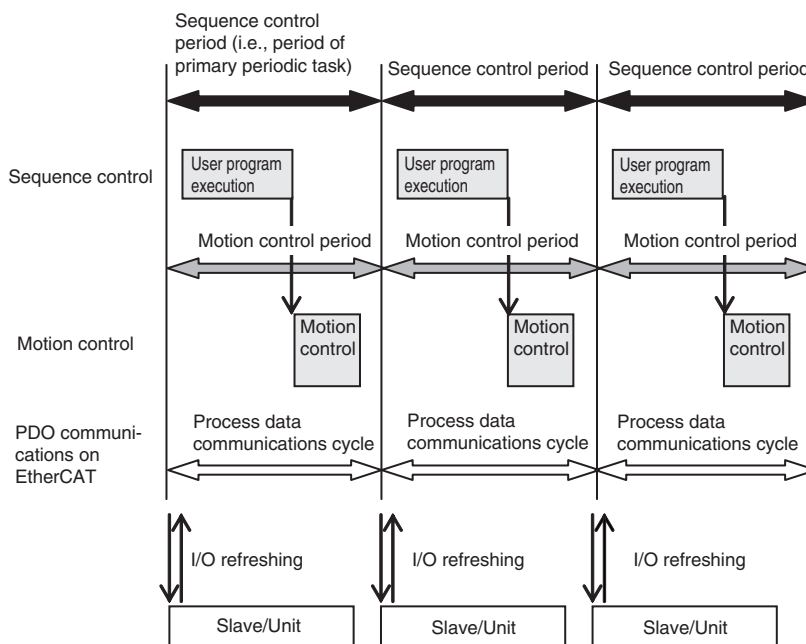 Sequence control
period (i.e., period of
primary periodic task)
Sequence control period
Sequence control period
Sequence control
User program
execution
User program
execution
User program
execution
Motion control period
Motion control period
Motion control period
Motion control
Motion
control
Motion
control
Motion
control
PDO communi-
cations on
EtherCAT
Process data
communications cycle
Process data
communications cycle
Process data
communications cycle
I/O refreshing
I/O refreshing
I/O refreshing
Slave/Unit
Slave/Unit
Slave/Unit